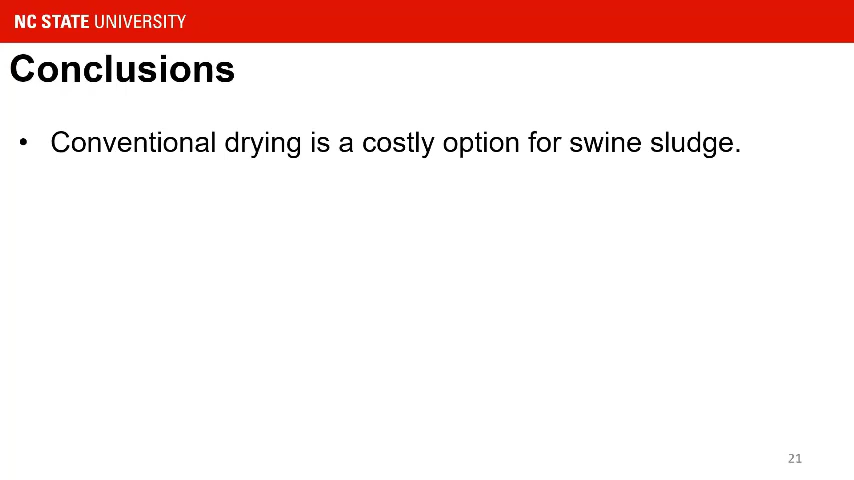 NC STATE UNIVERSITY
Conclusions
• Conventional drying is a costly option for swine sludge.
21